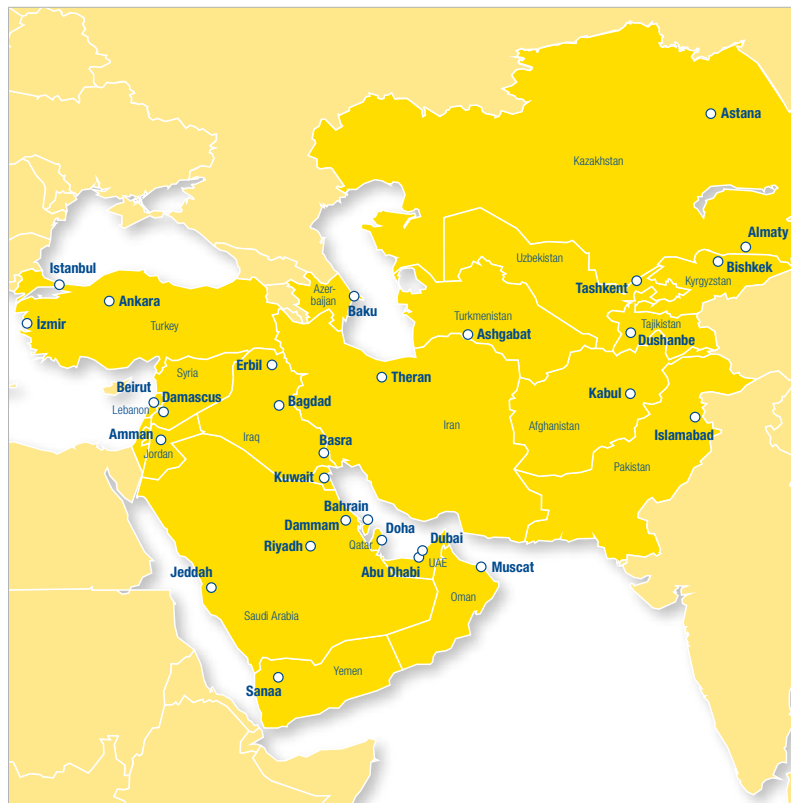 Astana
Kazakhstan
Almaty
Istanbul
Uzbekistan
Bishkek
Azer-
baijan
Tashkent
Kyrgyzstan
Ankara
Baku
İzmir
Turkey
Turkmenistan
Tajikistan
Ashgabat
Dushanbe
Erbil
Syria
Theran
Beirut
Damascus
Kabul
Lebanon
Bagdad
Islamabad
Iran
Afghanistan
Amman
Iraq
Basra
Jordan
Pakistan
Kuwait
Bahrain
Dammam
Doha
Dubai
Riyadh
Qatar
UAE
Abu Dhabi
Muscat
Jeddah
Oman
Saudi Arabia
Yemen
Sanaa